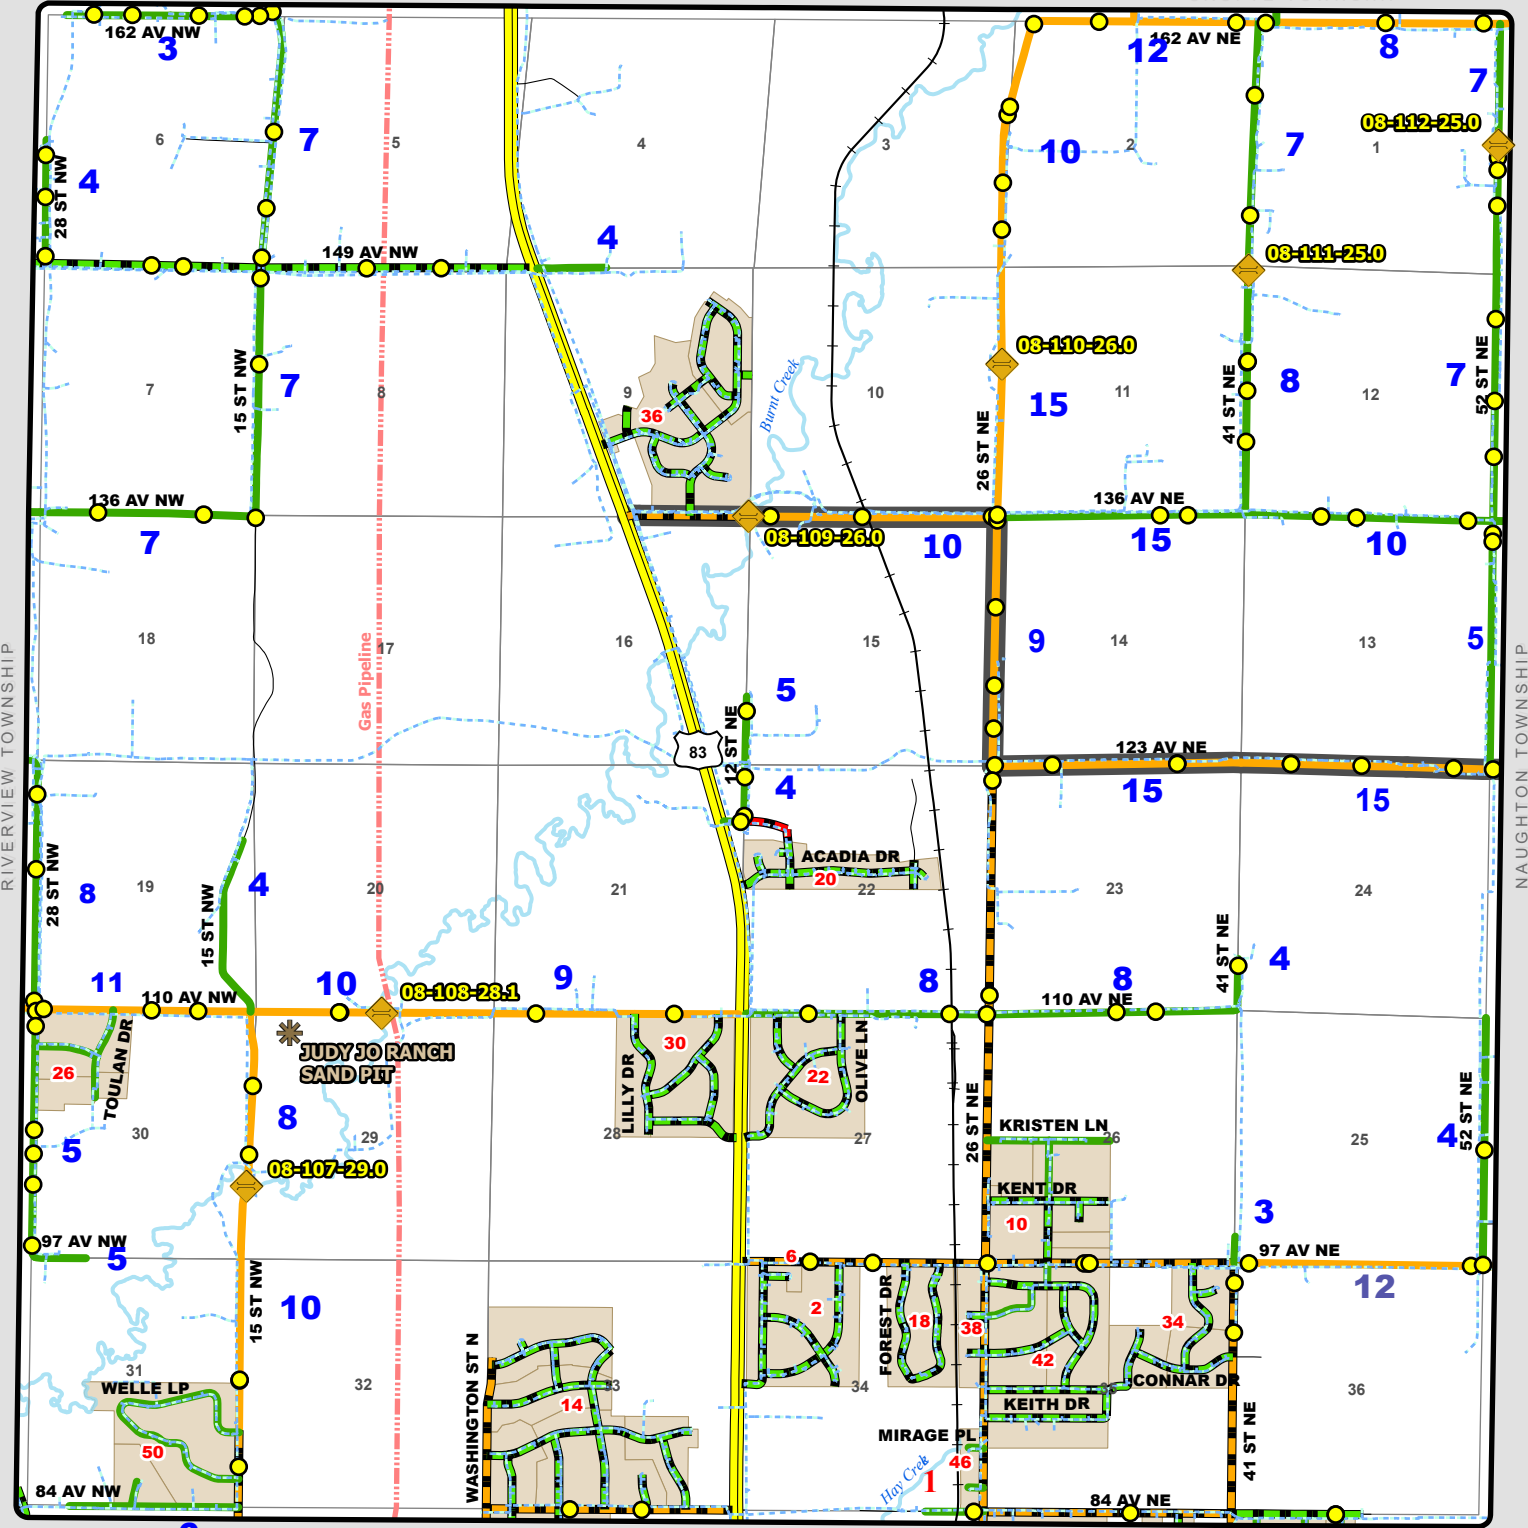 162 AV NW
3
162 AV NE
12
8
7
08-112-25.0
6
7
5
4
3
10
2
7
1
4
28 ST NW
149 AV NW
4
08-111-25.0
08-110-26.0
15 ST NW
7
7
8
9
36
Burnt Creek
10
26 ST NE
15
11
41 ST NE
8
12
7
52 ST NE
136 AV NW
7
136 AV NE
15
10
08-109-26.0
10
18
17
Gas Pipeline
16
15
9
14
13
5
RIVERVIEW TOWNSHIP
NAUGHTON TOWNSHIP
5
12 ST NE
83
4
123 AV NE
15
15
ACADIA DR
20
28 ST NW
8
19
15 ST NW
4
20
21
22
23
24
41 ST NE
4
11
110 AV NW
10
08-108-28.1
9
8
110 AV NE
8
JUDY JO RANCH
SAND PIT
26
TOULAN DR
30
5
8
29
08-107-29.0
LILLY DR
30
28
22
OLIVE LN
27
26 ST NE
KRISTEN LN
26
KENT DR
10
25
4
52 ST NE
3
97 AV NW
5
15 ST NW
10
6
97 AV NE
12
2
FOREST DR
18
38
42
34
31
WELLE LP
50
32
WASHINGTON ST N
33
14
34
CONNAR DR
35
KEITH DR
36
MIRAGE PL
46
Hay Crek
1
41 ST NE
84 AV NW
84 AV NE